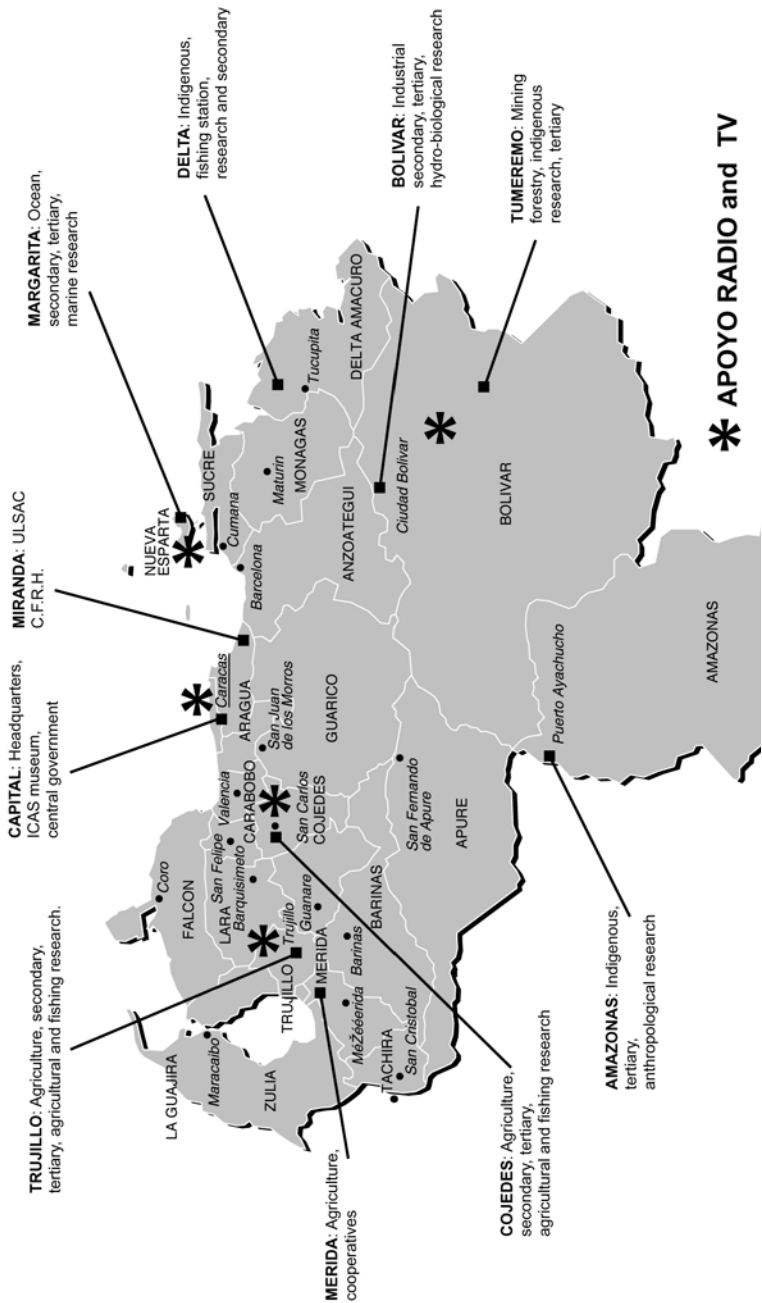 TRUJILLO: Agriculture, secondary,
tertiary, agricultural and fishing research.
CAPITAL: Headquarters,
ICAS museum,
central government
MIRANDA: ULSAC
C.F.R.H.
MARGARITA: Ocean,
secondary, tertiary,
marine research
DELTA: Indigenous,
fishing station,
research and secondary
BOLIVAR: Industrial
secondary, tertiary,
hydro-biological research
TUMEREMO: Mining
forestry, indigenous
research, tertiary
AMAZONAS: Indigenous,
tertiary,
anthropological research
COJEDES: Agriculture,
secondary, tertiary,
agricultural and fishing research
MERIDA: Agriculture,
cooperatives
LA GUAJIRA
Maracaibo
ZULIA
Coro
FALCON
LARA
San Felipe
Barquisimeto
Valencia
CARABOBO
ARAGUA
Caracas
San Juan
de los Morros
San Carlos
COJEDES
GUARICO
TRUJILLO
Trujillo
Guanare
MERIDA
MéŽéérida
Barinas
BARINAS
TACHIRA
San Cristobal
San Fernando
de Apure
APURE
NUEVA
ESPARTA
SUCRE
Cumana
Barcelona
Maturin
MONAGAS
Tucupita
DELTA AMACURO
ANZOATEGUI
Ciudad Bolivar
BOLIVAR
Puerto Ayachucho
AMAZONAS
* APOYO RADIO and TV